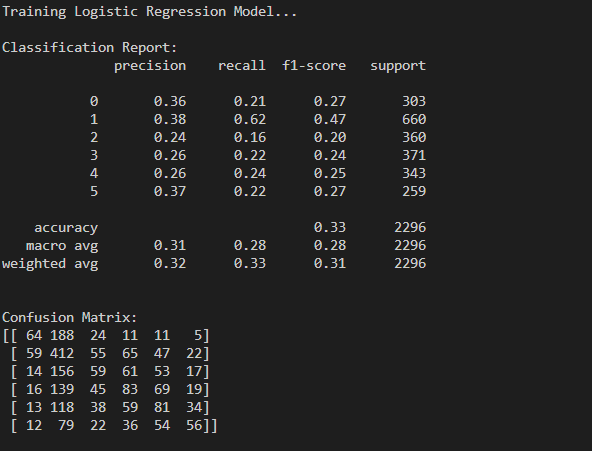 Training Logistic Regression Model...
Classification Report:
precision recall f1-score support
0 0.36 0.21 0.27 303
1 0.38 0.62 0.47 660
2 0.24 0.16 0.20 360
3 0.26 0.22 0.24 371
4 0.26 0.24 0.25 343
5 0.37 0.22 0.27 259
accuracy 0.33 2296
macro avg 0.31 0.28 0.28 2296
weighted avg 0.32 0.33 0.31 2296
Confusion Matrix:
[[ 64 188 24 11 11 5]
[ 59 412 55 65 47 22]
[ 14 156 59 61 53 17]
[ 16 139 45 83 69 19]
[ 13 118 38 59 81 34]
[ 12 79 22 36 54 56]]